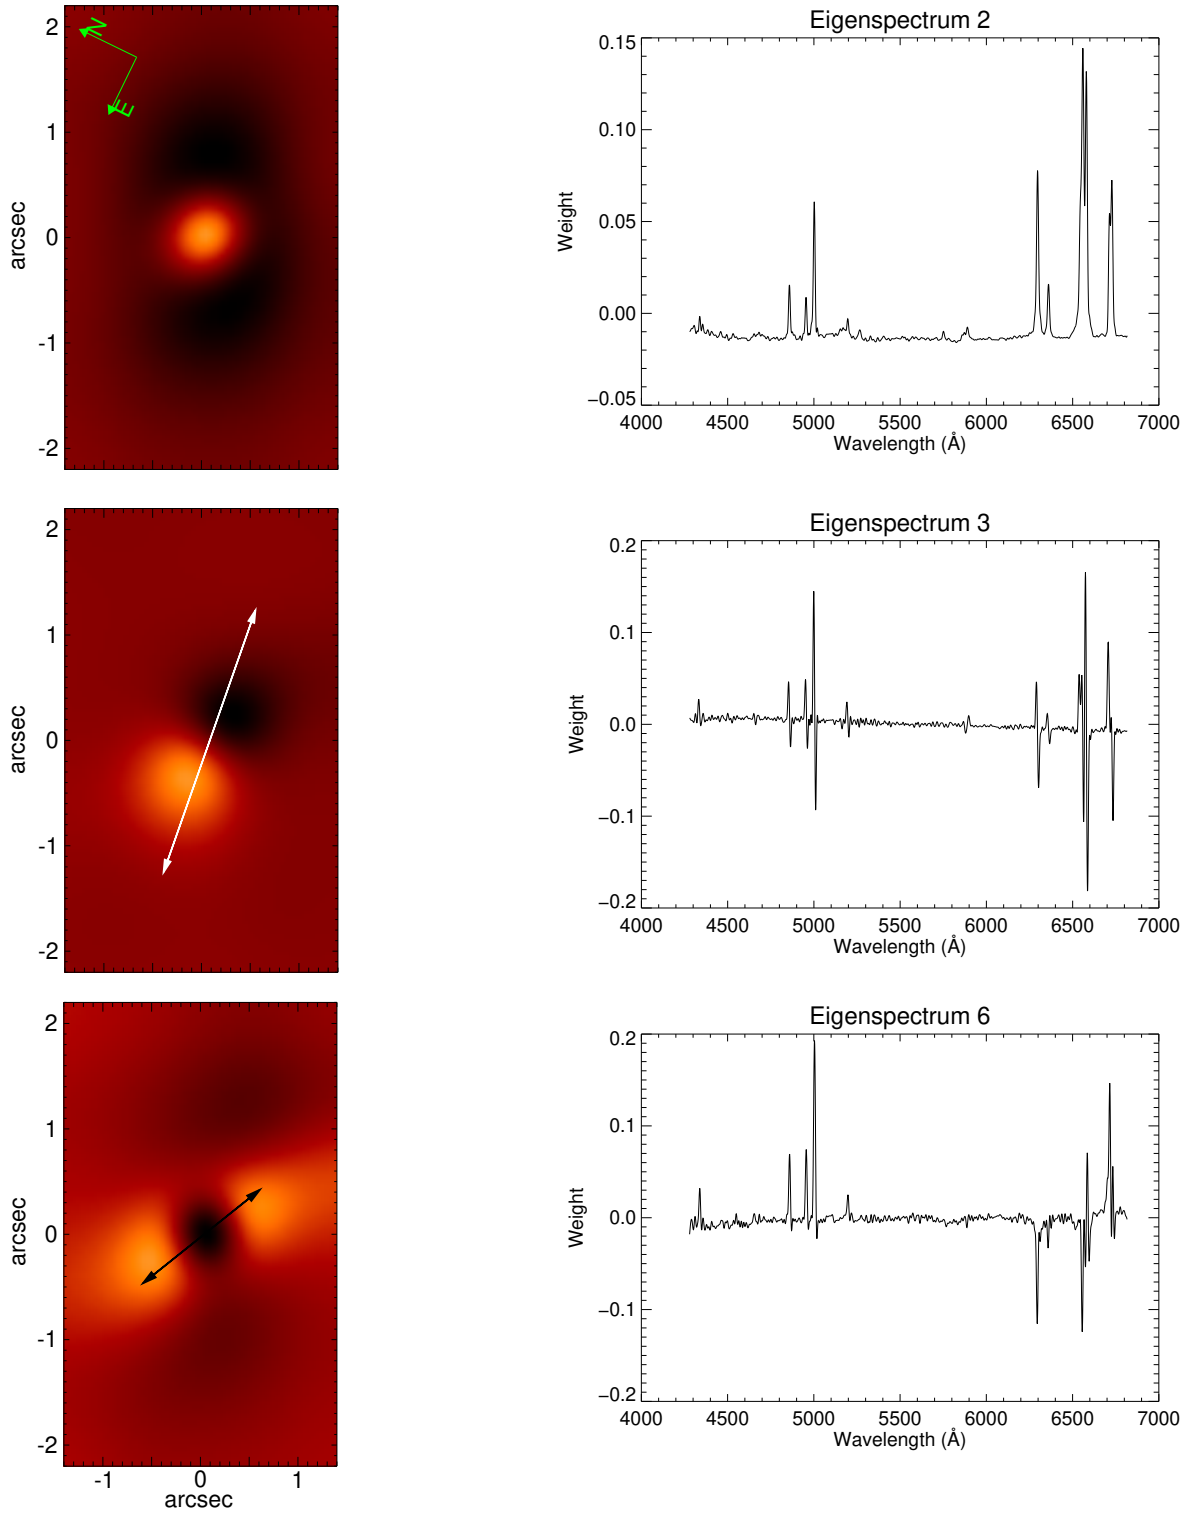 2
1
0
-1
-2
arcsec
N
E
Eigenspectrum 2
0.15
0.10
0.05
0.00
−0.05
Weight
4000 4500 5000 5500 6000 6500 7000
Wavelength (Å)
2
1
0
-1
-2
arcsec
Eigenspectrum 3
0.2
0.1
0.0
−0.1
−0.2
Weight
4000 4500 5000 5500 6000 6500 7000
Wavelength (Å)
2
1
0
-1
-2
arcsec
-1 0 1
arcsec
Eigenspectrum 6
0.2
0.1
0.0
−0.1
−0.2
Weight
4000 4500 5000 5500 6000 6500 7000
Wavelength (Å)